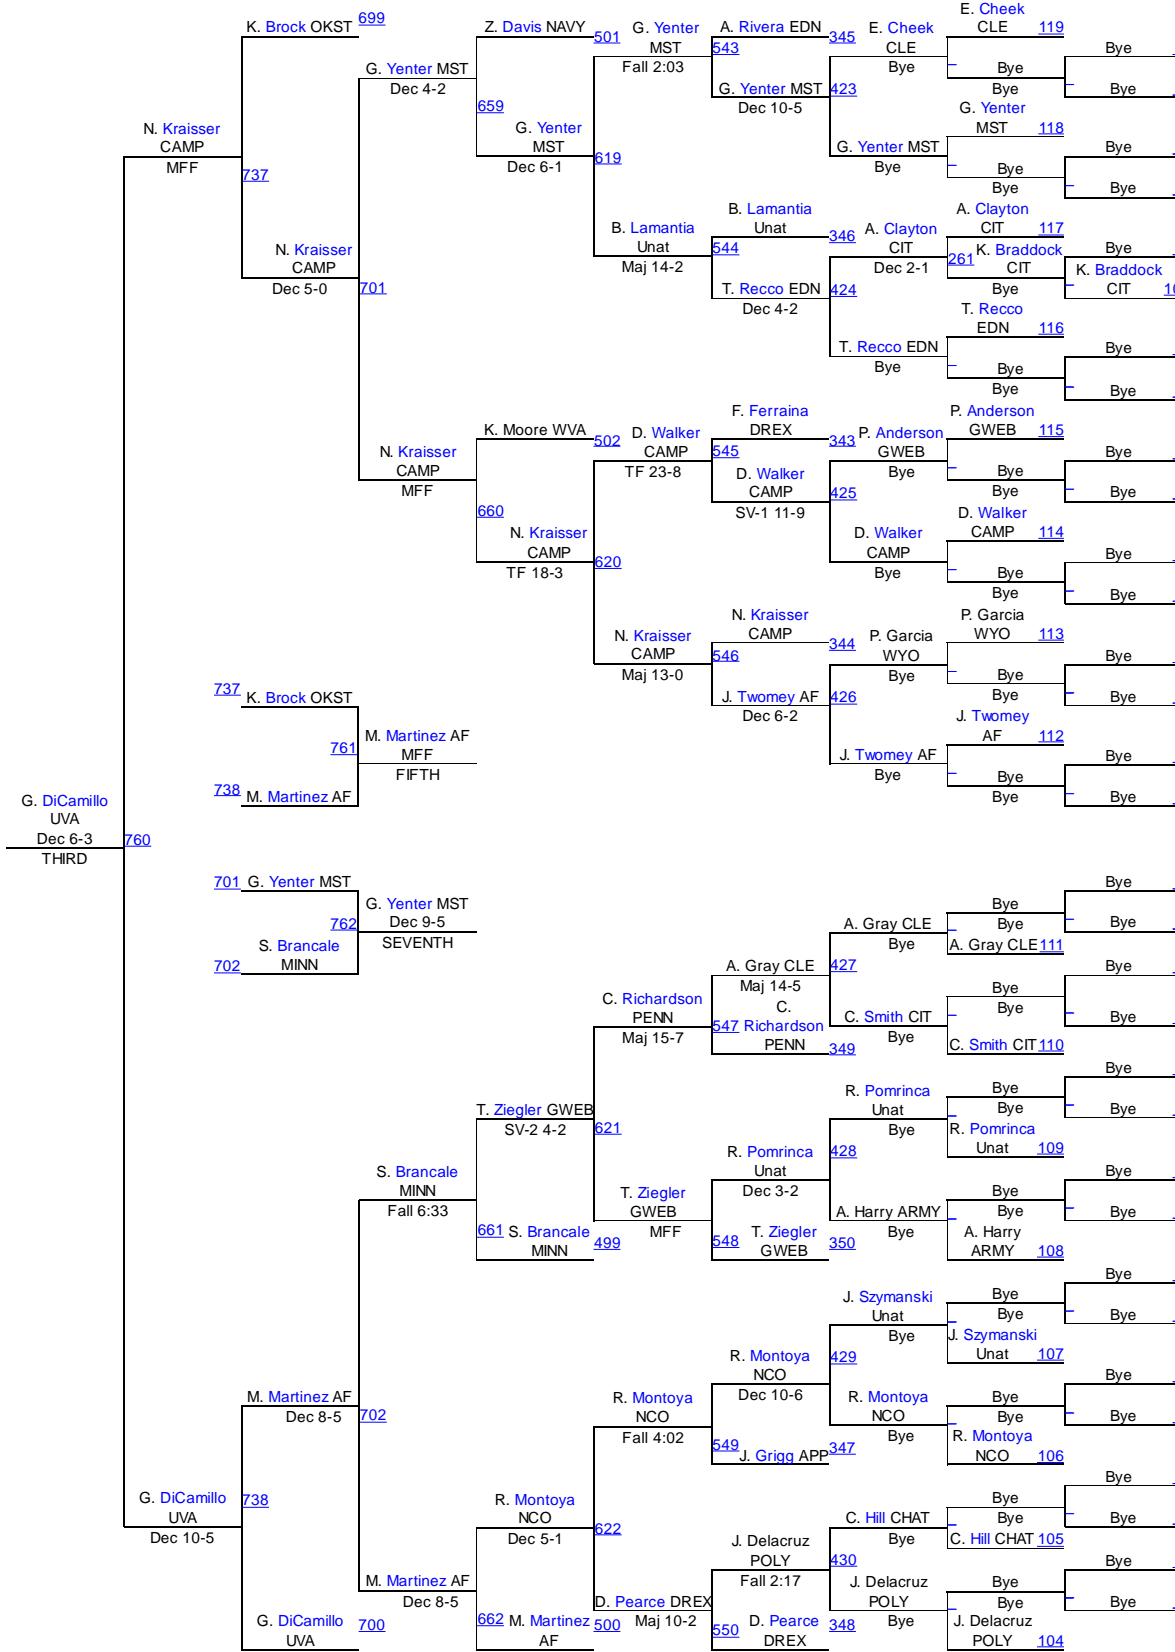 K. Brock OKST 699
N. Kraisser
CAMP
MFF
737
N. Kraisser
CAMP
Dec 5-0
701
G. Yenter MST
Dec 4-2
659
Z. Davis NAVY 501
G. Yenter
MST
Dec 6-1
619
G. Yenter
MST
Fall 2:03
543
A. Rivera EDN 345
G. Yenter MST 423
Dec 10-5
E. Cheek
CLE
Bye
E. Cheek
CLE 119
Bye
Bye
Bye
Bye
G. Yenter MST
Bye
G. Yenter
MST 118
Bye
Bye
Bye
Bye
B. Lamantia
Unat
Maj 14-2
544
B. Lamantia
Unat 346
T. Recco EDN 424
Dec 4-2
A. Clayton
CIT
Dec 2-1
261
A. Clayton
CIT 117
K. Braddock
CIT
Bye
Bye
K. Braddock
CIT
T. Recco EDN
Bye
T. Recco
EDN 116
Bye
Bye
Bye
Bye
N. Kraisser
CAMP
MFF
660
K. Moore WVA 502
N. Kraisser
CAMP
TF 18-3
620
D. Walker
CAMP
TF 23-8
545
F. Ferraina
DREX 343
D. Walker
CAMP
SV-1 11-9
425
P. Anderson
GWEB
Bye
P. Anderson
GWEB 115
Bye
Bye
Bye
Bye
D. Walker
CAMP
Bye
D. Walker
CAMP 114
Bye
Bye
Bye
Bye
N. Kraisser
CAMP
Maj 13-0
546
N. Kraisser
CAMP 344
J. Twomey AF 426
Dec 6-2
P. Garcia
WYO
Bye
P. Garcia
WYO 113
Bye
Bye
Bye
Bye
J. Twomey AF
Bye
J. Twomey
AF 112
Bye
Bye
Bye
Bye
737 K. Brock OKST
761
M. Martinez AF
MFF
FIFTH
738 M. Martinez AF
G. DiCamillo
UVA
Dec 6-3
THIRD
760
701 G. Yenter MST
762
G. Yenter MST
Dec 9-5
SEVENTH
S. Brancale
702 MINN
S. Brancale
MINN
Fall 6:33
T. Ziegler GWEB
SV-2 4-2
621
661 S. Brancale
MINN 499
C. Richardson
PENN
Maj 15-7
A. Gray CLE
Maj 14-5
427
C.
547 Richardson
PENN 349
A. Gray CLE
Bye
Bye
Bye
A. Gray CLE 111
Bye
Bye
C. Smith CIT
Bye
Bye
Bye
C. Smith CIT 110
Bye
Bye
T. Ziegler
GWEB
MFF
R. Pomrinca
Unat
Dec 3-2
428
548 T. Ziegler
GWEB 350
R. Pomrinca
Unat
Bye
Bye
Bye
R. Pomrinca
Unat 109
Bye
Bye
A. Harry ARMY
Bye
Bye
Bye
A. Harry
ARMY 108
Bye
Bye
M. Martinez AF
Dec 8-5
702
G. DiCamillo
UVA
Dec 10-5
738
G. DiCamillo
UVA 700
M. Martinez AF
Dec 8-5
R. Montoya
NCO
Dec 5-1
622
662 M. Martinez
AF 500
R. Montoya
NCO
Fall 4:02
R. Montoya
NCO
Dec 10-6
429
549 J. Grigg APP 347
J. Szymanski
Unat
Bye
Bye
Bye
J. Szymanski
Unat 107
Bye
Bye
R. Montoya
NCO
Bye
Bye
Bye
R. Montoya
NCO 106
Bye
Bye
D. Pearce DREX
Maj 10-2
J. Delacruz
POLY
Fall 2:17
430
550 D. Pearce
DREX 348
C. Hill CHAT
Bye
Bye
Bye
C. Hill CHAT 105
Bye
Bye
J. Delacruz
POLY
Bye
Bye
Bye
J. Delacruz
POLY 104
Bye
Bye